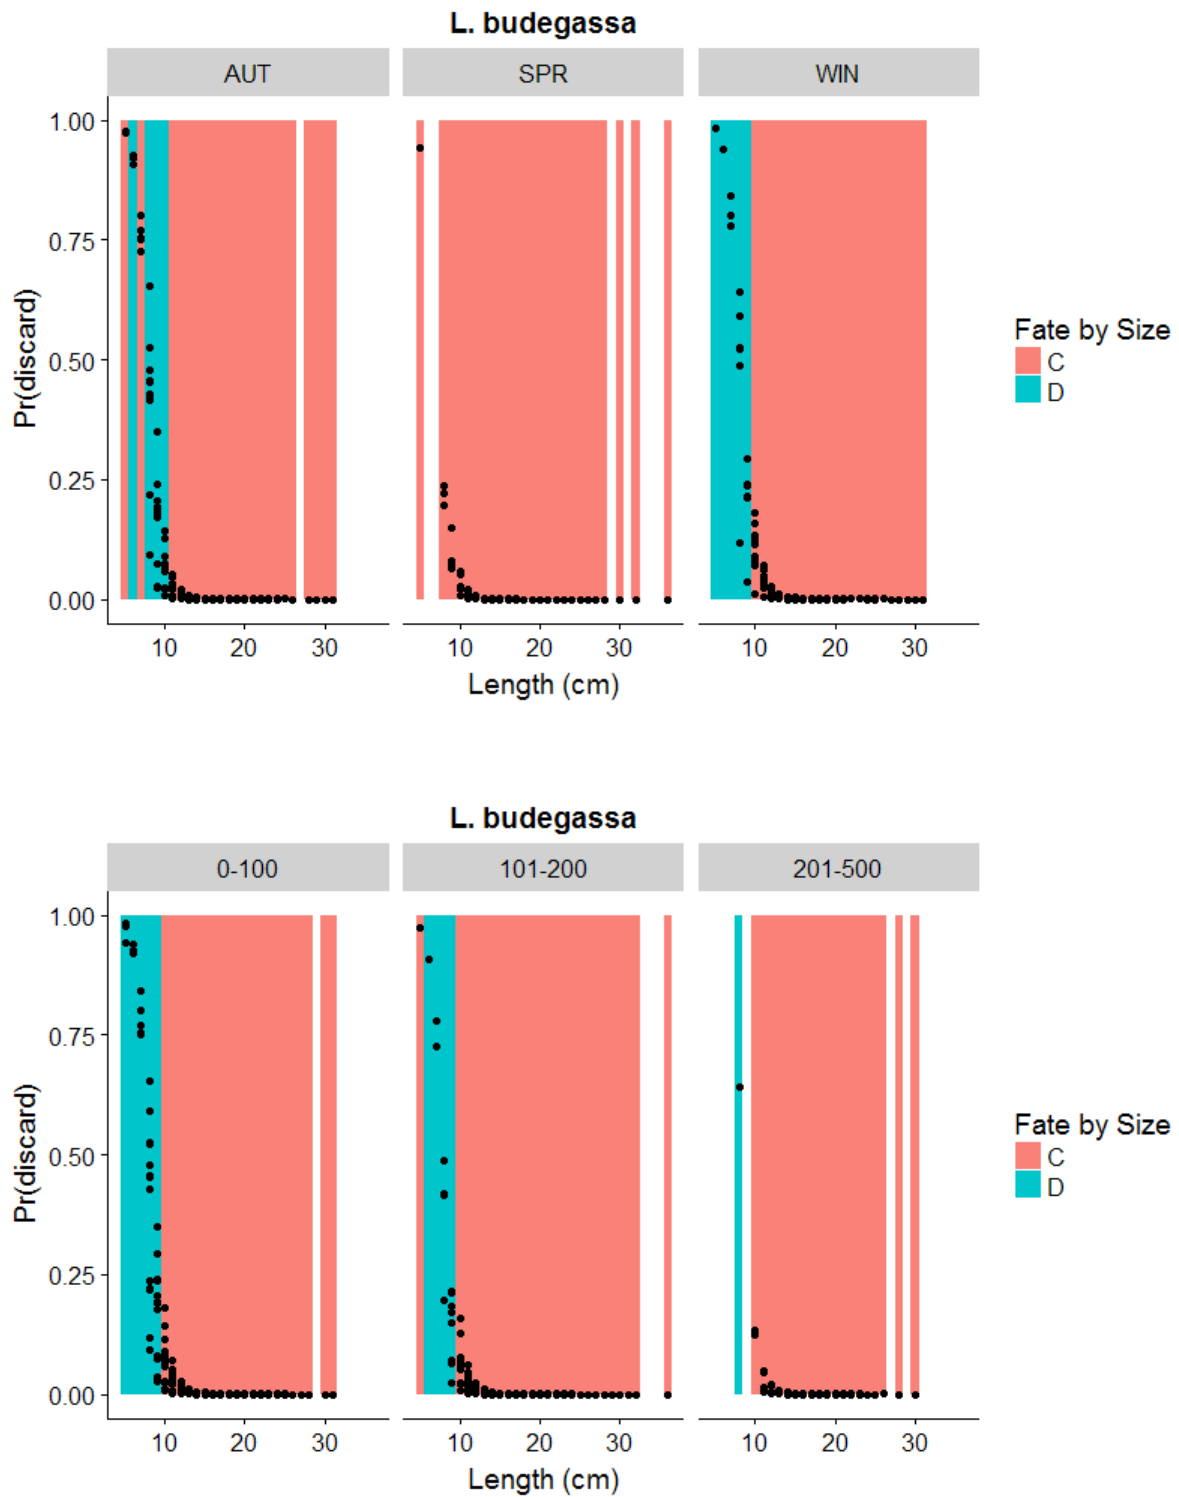 L. budegassa
AUT SPR WIN
1.00
0.75
0.50
0.25
0.00
Pr(discard)
10 20 30 10 20 30 10 20 30
Length (cm)
Fate by Size
C
D
L. budegassa
0-100 101-200 201-500
1.00
0.75
0.50
0.25
0.00
Pr(discard)
10 20 30 10 20 30 10 20 30
Length (cm)
Fate by Size
C
D